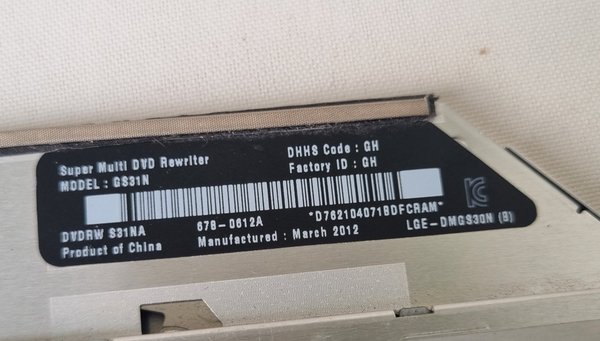 Super Multi DVD Rewriter
MODEL : GS31N
DHHS Code : GH
Factory ID : GH
DVDRW S31NA
678-0612A
*D762104071BDFCRAM*
Product of China
Manufactured : March 2012
LGE-DMGS30N (B)